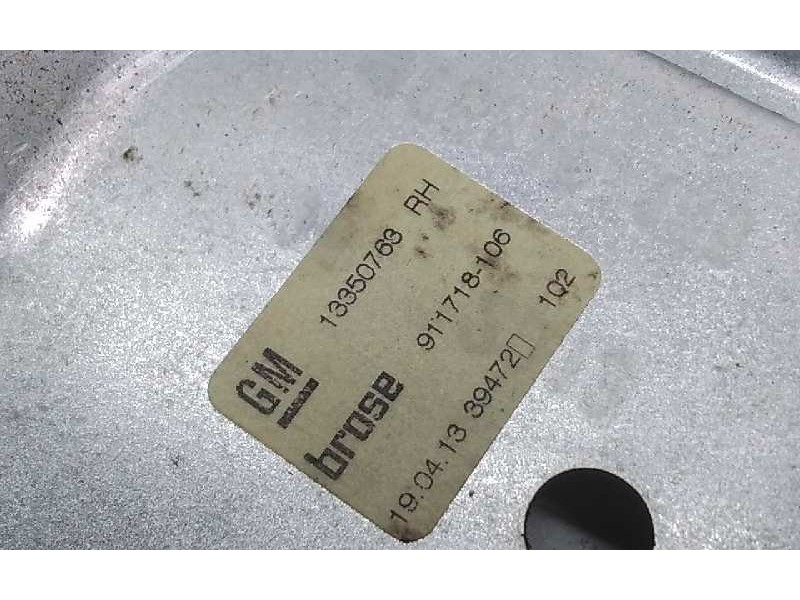 GM 13350763 RH
brose 911718-106
19.04.13 39472 1Q2